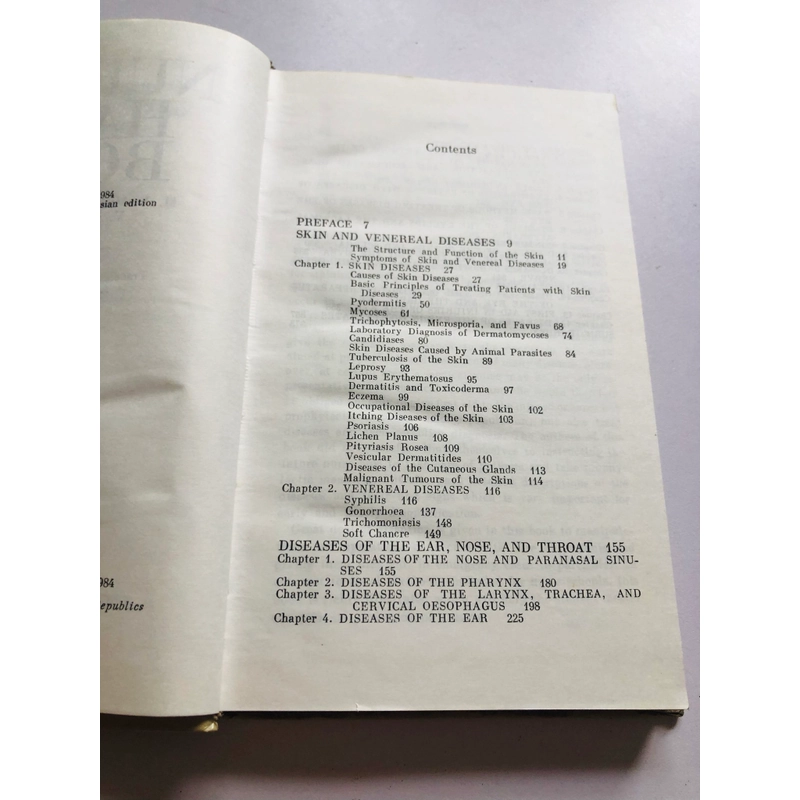 984
sian edition
984
epublics
Contents
PREFACE 7
SKIN AND VENEREAL DISEASES 9
The Structure and Function of the Skin 11
Symptoms of Skin and Venereal Diseases 19
Chapter 1. SKIN DISEASES 27
Causes of Skin Diseases 27
Basic Principles of Treating Patients with Skin
Diseases 29
Pyodermitis 50
Mycoses 61
Trichophytosis, Microsporia, and Favus 68
Laboratory Diagnosis of Dermatomycoses 74
Candidiases 80
Skin Diseases Caused by Animal Parasites 84
Tuberculosis of the Skin 89
Leprosy 93
Lupus Erythematosus 95
Dermatitis and Toxicoderma 97
Eczema 99
Occupational Diseases of the Skin 102
Itching Diseases of the Skin 103
Psoriasis 106
Lichen Planus 108
Pityriasis Rosea 109
Vesicular Dermatitides 110
Diseases of the Cutaneous Glands 113
Malignant Tumours of the Skin 114
Chapter 2. VENEREAL DISEASES 116
Syphilis 116
Gonorrhoea 137
Trichomoniasis 148
Soft Chancre 149
DISEASES OF THE EAR, NOSE, AND THROAT 155
Chapter 1. DISEASES OF THE NOSE AND PARANASAL SINU-
SES 155
Chapter 2. DISEASES OF THE PHARYNX 180
Chapter 3. DISEASES OF THE LARYNX, TRACHEA, AND
CERVICAL OESOPHAGUS 198
Chapter 4. DISEASES OF THE EAR 225